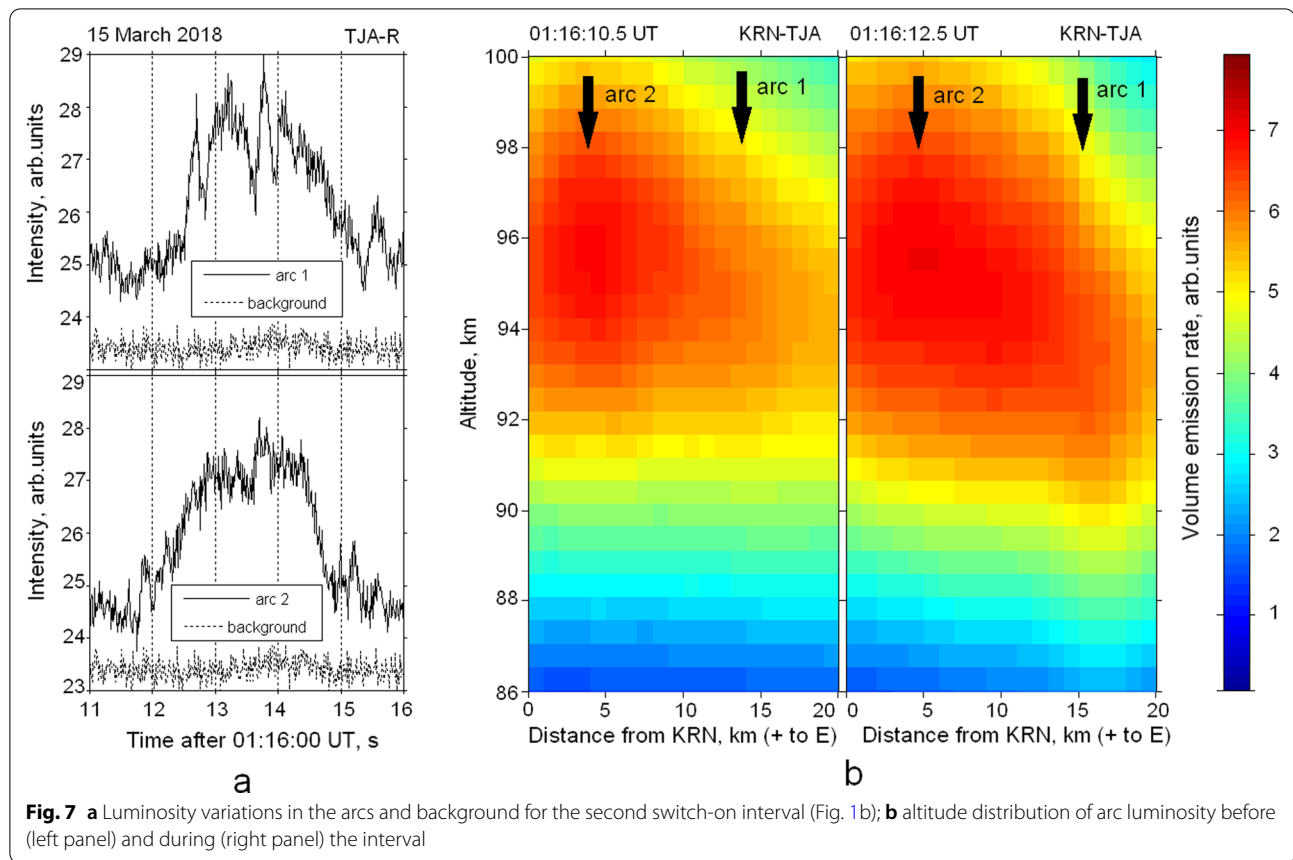 15 March 2018 TJA-R
29
28
27
26
25
24
Intensity, arb.units
arc 1
background
29
28
27
26
25
24
23
Intensity, arb.units
arc 2
background
11 12 13 14 15 16
Time after 01:16:00 UT, s
a
01:16:10.5 UT KRN-TJA
01:16:12.5 UT KRN-TJA
arc 2 arc 1
arc 2 arc 1
100
98
96
94
92
90
88
86
Altitude, km
0 5 10 15
0 5 10 15 20
Distance from KRN, km (+ to E)
Distance from KRN, km (+ to E)
b
7
6
5
4
3
2
1
Volume emission rate, arb.units
Fig. 7 a Luminosity variations in the arcs and background for the second switch-on interval (Fig. 1b); b altitude distribution of arc luminosity before
(left panel) and during (right panel) the interval